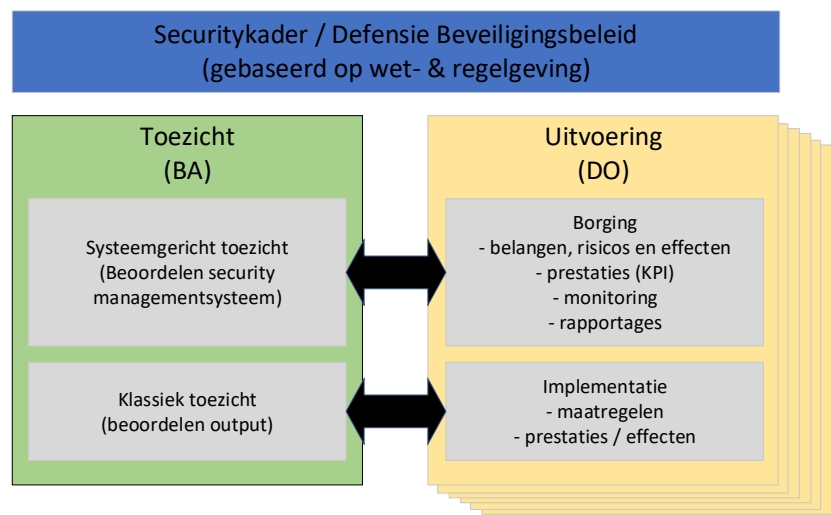 Securitykader / Defensie Beveiligingsbeleid
(gebaseerd op wet- & regelgeving)
Toezicht
(BA)
Systeemgericht toezicht
(Beoordelen security
managementsysteem)
Klassiek toezicht
(beoordelen output)
Uitvoering
(DO)
Borging
- belangen, risicos en effecten
- prestaties (KPI)
- monitoring
- rapportages
Implementatie
- maatregelen
- prestaties / effecten